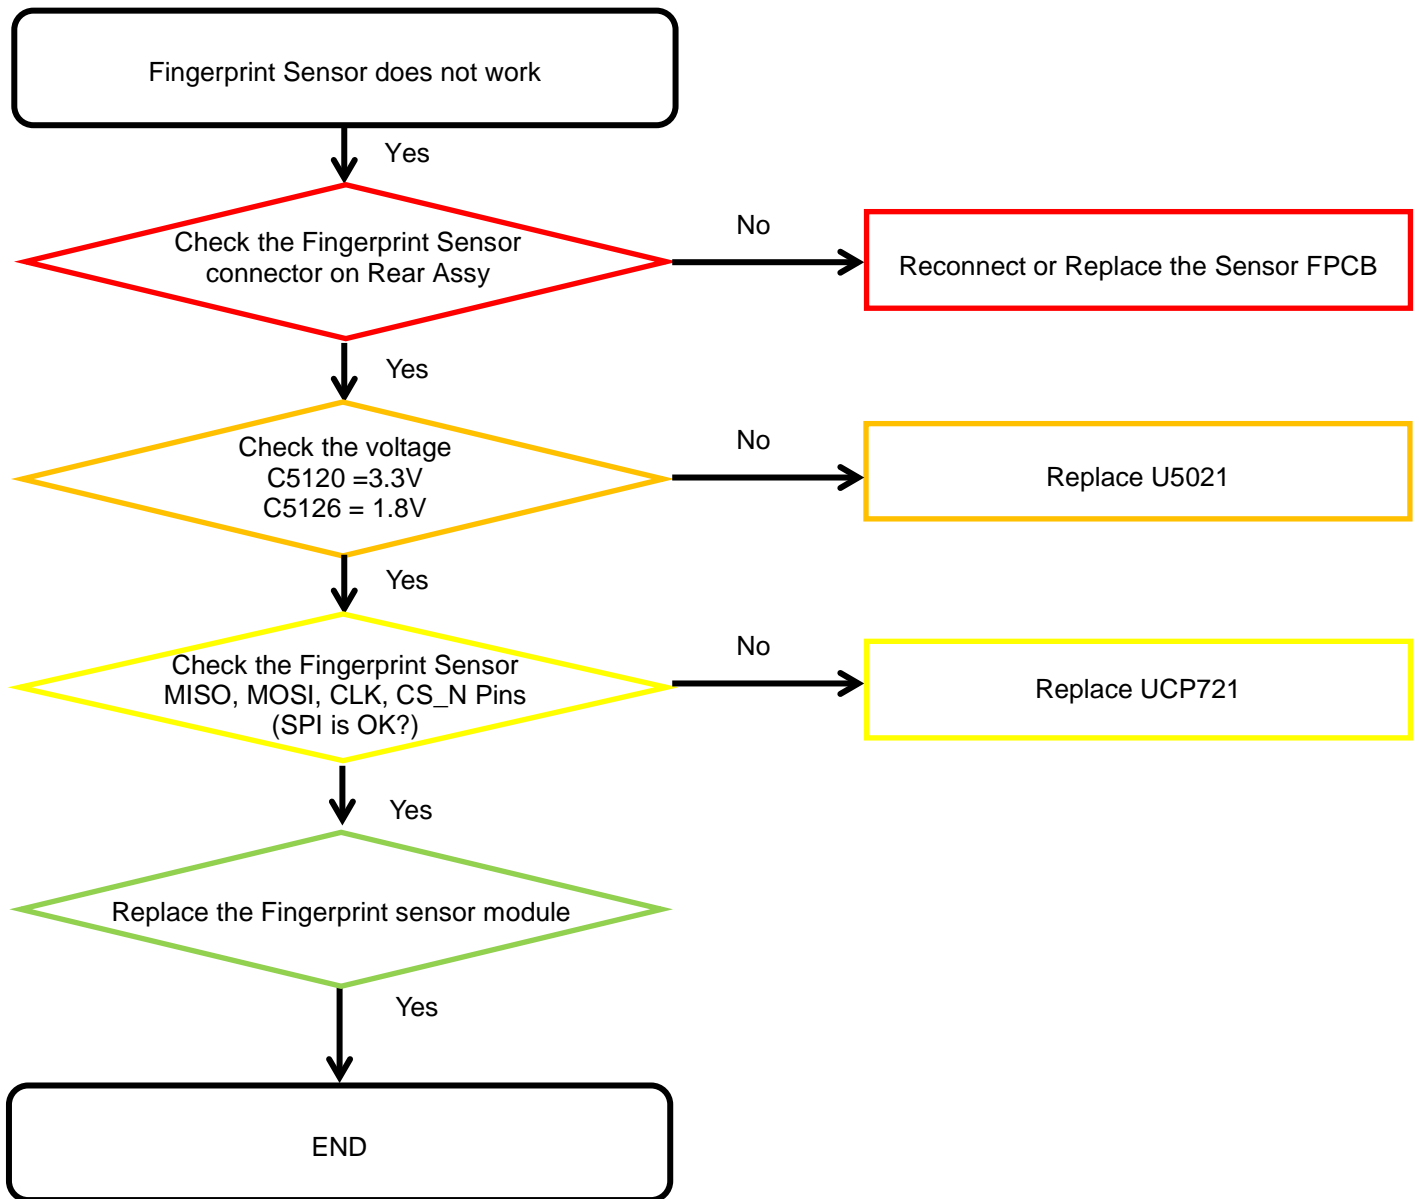 Fingerprint Sensor does not work
Yes
Check the Fingerprint Sensor
connector on Rear Assy
No
Reconnect or Replace the Sensor FPCB
Yes
Check the voltage
C5120 =3.3V
C5126 = 1.8V
No
Replace U5021
Yes
Check the Fingerprint Sensor
MISO, MOSI, CLK, CS_N Pins
(SPI is OK?)
No
Replace UCP721
Yes
Replace the Fingerprint sensor module
Yes
END